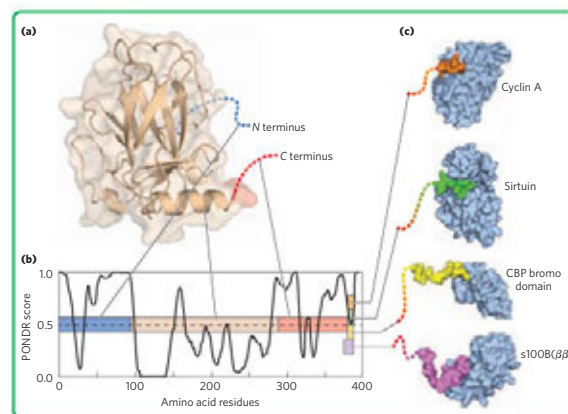 (a)
(c)
Cyclin A
N terminus
C terminus
Sirtuin
(b)
CBP bromo
domain
s100B(ββ)
PONDR score
1.0
0.5
0.0
0
100
200
300
400
Amino acid residues